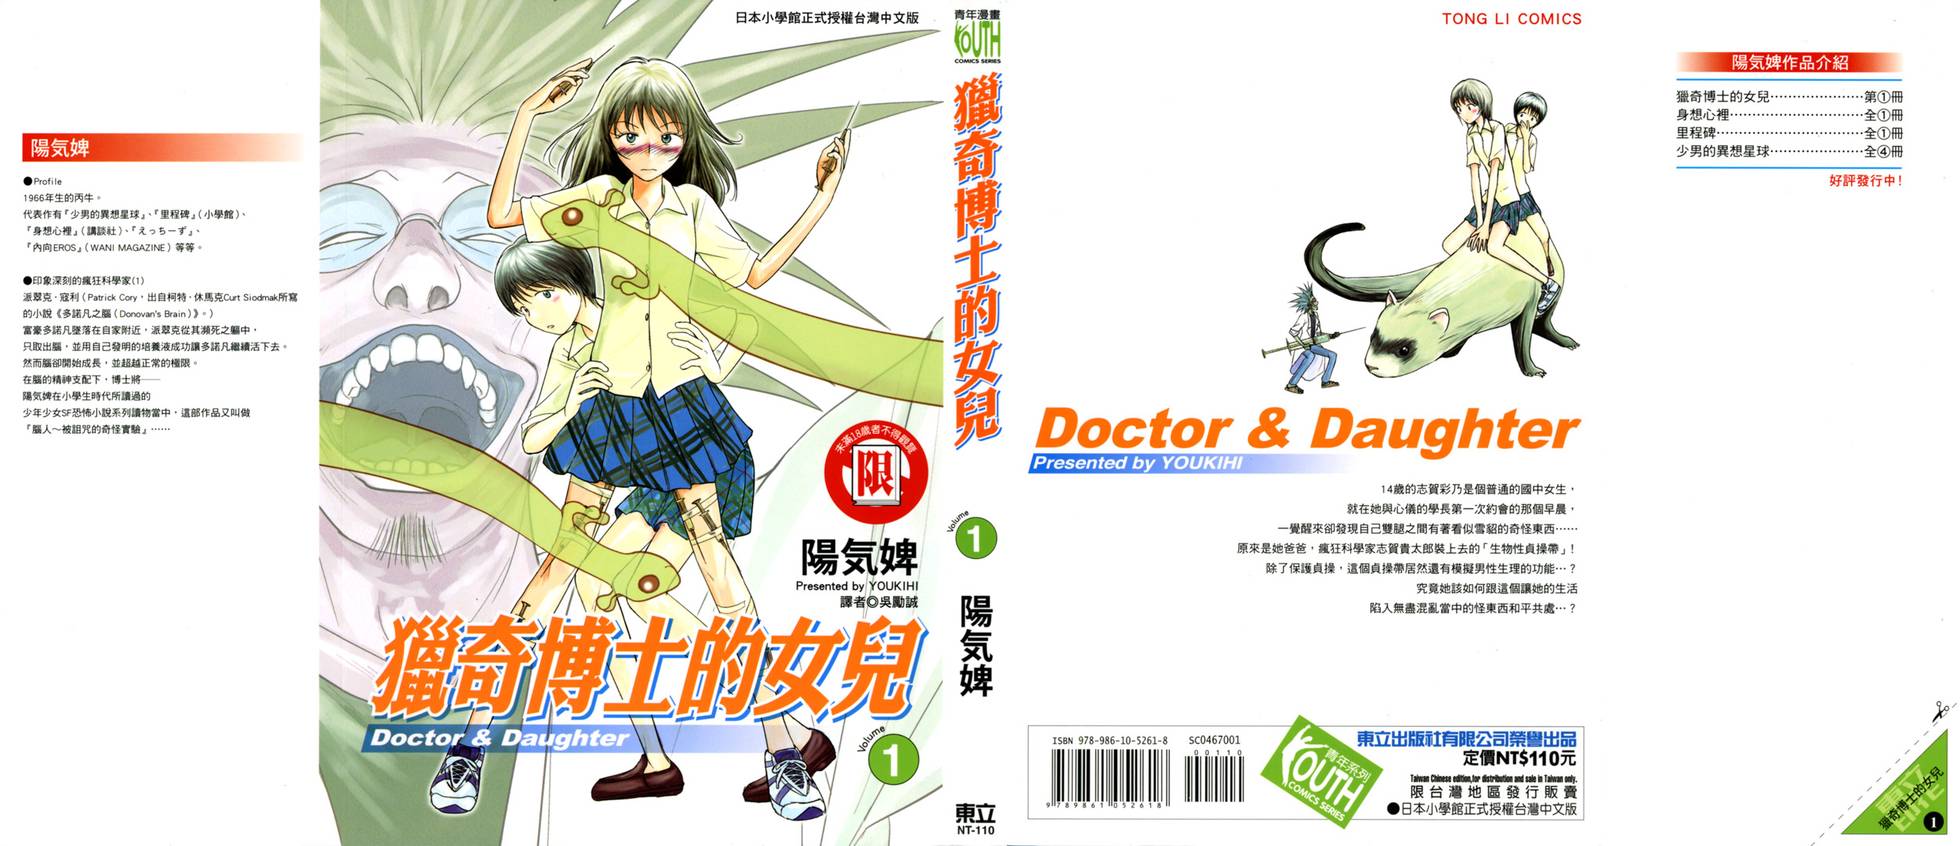 陽気婢
●Profile
1966年生的丙牛。
代表作有『少男的異想星球』、『里程碑』（小學館）、
『身想心裡』（講談社）、『えっちーず』、
『內向EROS』（WANI MAGAZINE）等等。
●印象深刻的瘋狂科學家(1)
派翠克·寇利（Patrick Cory，出自柯特·休馬克Curt Siodmak所寫
的小說《多諾凡之腦（Donovan's Brain）》。）
富豪多諾凡墜落在自家附近，派翠克從其瀕死之軀中，
只取出腦，並用自己發明的培養液成功讓多諾凡繼續活下去。
然而腦卻開始成長，並超越正常的極限。
在腦的精神支配下，博士將──
陽気婢在小學生時代所讀過的
少年少女SF恐怖小說系列讀物當中，這部作品又叫做
『腦人～被詛咒的奇怪實驗』……
日本小學館正式授權台灣中文版
未滿18歲者不得觀覽
限
陽気婢
Presented by YOUKIHI
譯者◎吳勵誠
獵奇博士的女兒
Doctor & Daughter
Volume
1
青年漫畫
YOUTH
COMICS SERIES
獵奇博士的女兒
Volume
1
陽気婢
東立
NT-110
TONG LI COMICS
Doctor & Daughter
Presented by YOUKIHI
14歲的志賀彩乃是個普通的國中女生，
就在她與心儀的學長第一次約會的那個早晨，
一覺醒來卻發現自己雙腿之間有著看似雪貂的奇怪東西……
原來是她爸爸，瘋狂科學家志賀貴太郎裝上去的「生物性貞操帶」！
除了保護貞操，這個貞操帶居然還有模擬男性生理的功能…？
究竟她該如何跟這個讓她的生活
陷入無盡混亂當中的怪東西和平共處…？
ISBN 978-986-10-5261-8
SC0467001
00110
9 789861 052618
青年系列
YOUTH
COMICS SERIES
東立出版社有限公司榮譽出品
定價NT$110元
Taiwan Chinese edition,for distribution and sale in Taiwan only.
限台灣地區發行販賣
●日本小學館正式授權台灣中文版
陽気婢作品介紹
獵奇博士的女兒…………………第①冊
身想心裡…………………………全①冊
里程碑……………………………全①冊
少男的異想星球…………………全④冊
好評發行中!
獵奇博士的女兒
1